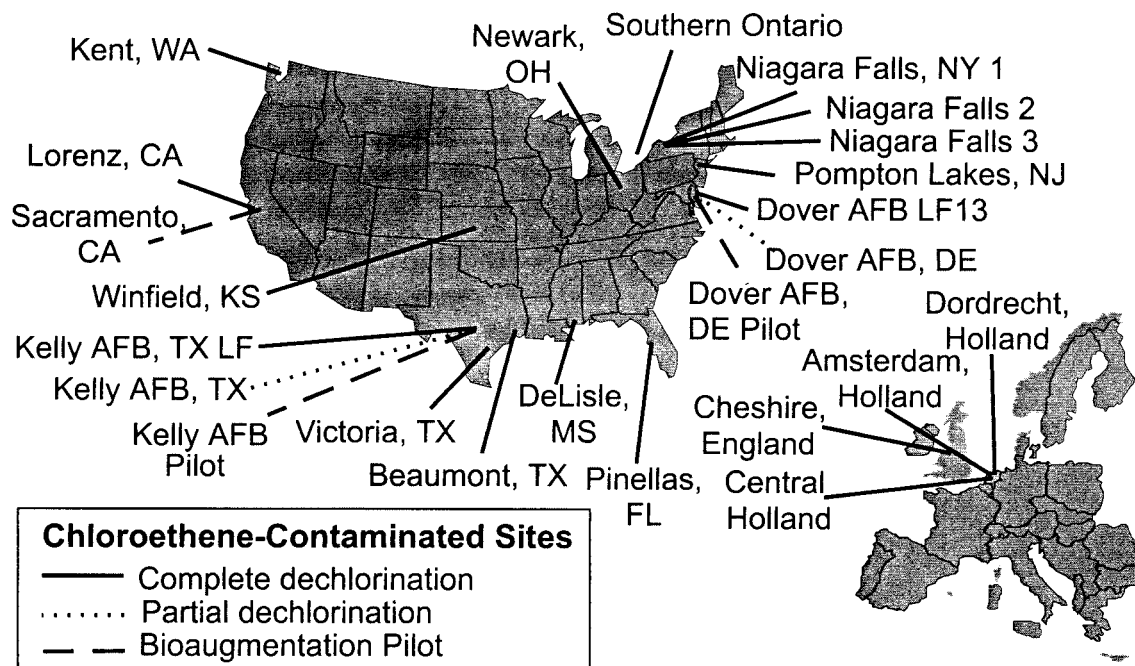 Kent, WA
Newark,
OH
Southern Ontario
Niagara Falls, NY 1
Niagara Falls 2
Niagara Falls 3
Pompton Lakes, NJ
Dover AFB LF13
Dover AFB, DE
Dover AFB,
DE Pilot
Lorenz, CA
Sacramento,
CA
Winfield, KS
Kelly AFB, TX LF
Kelly AFB, TX
Kelly AFB
Pilot
Victoria, TX
Beaumont, TX
DeLisle,
MS
Pinellas,
FL
Dordrecht,
Holland
Amsterdam,
Holland
Cheshire,
England
Central
Holland
Chloroethene-Contaminated Sites
Complete dechlorination
Partial dechlorination
Bioaugmentation Pilot